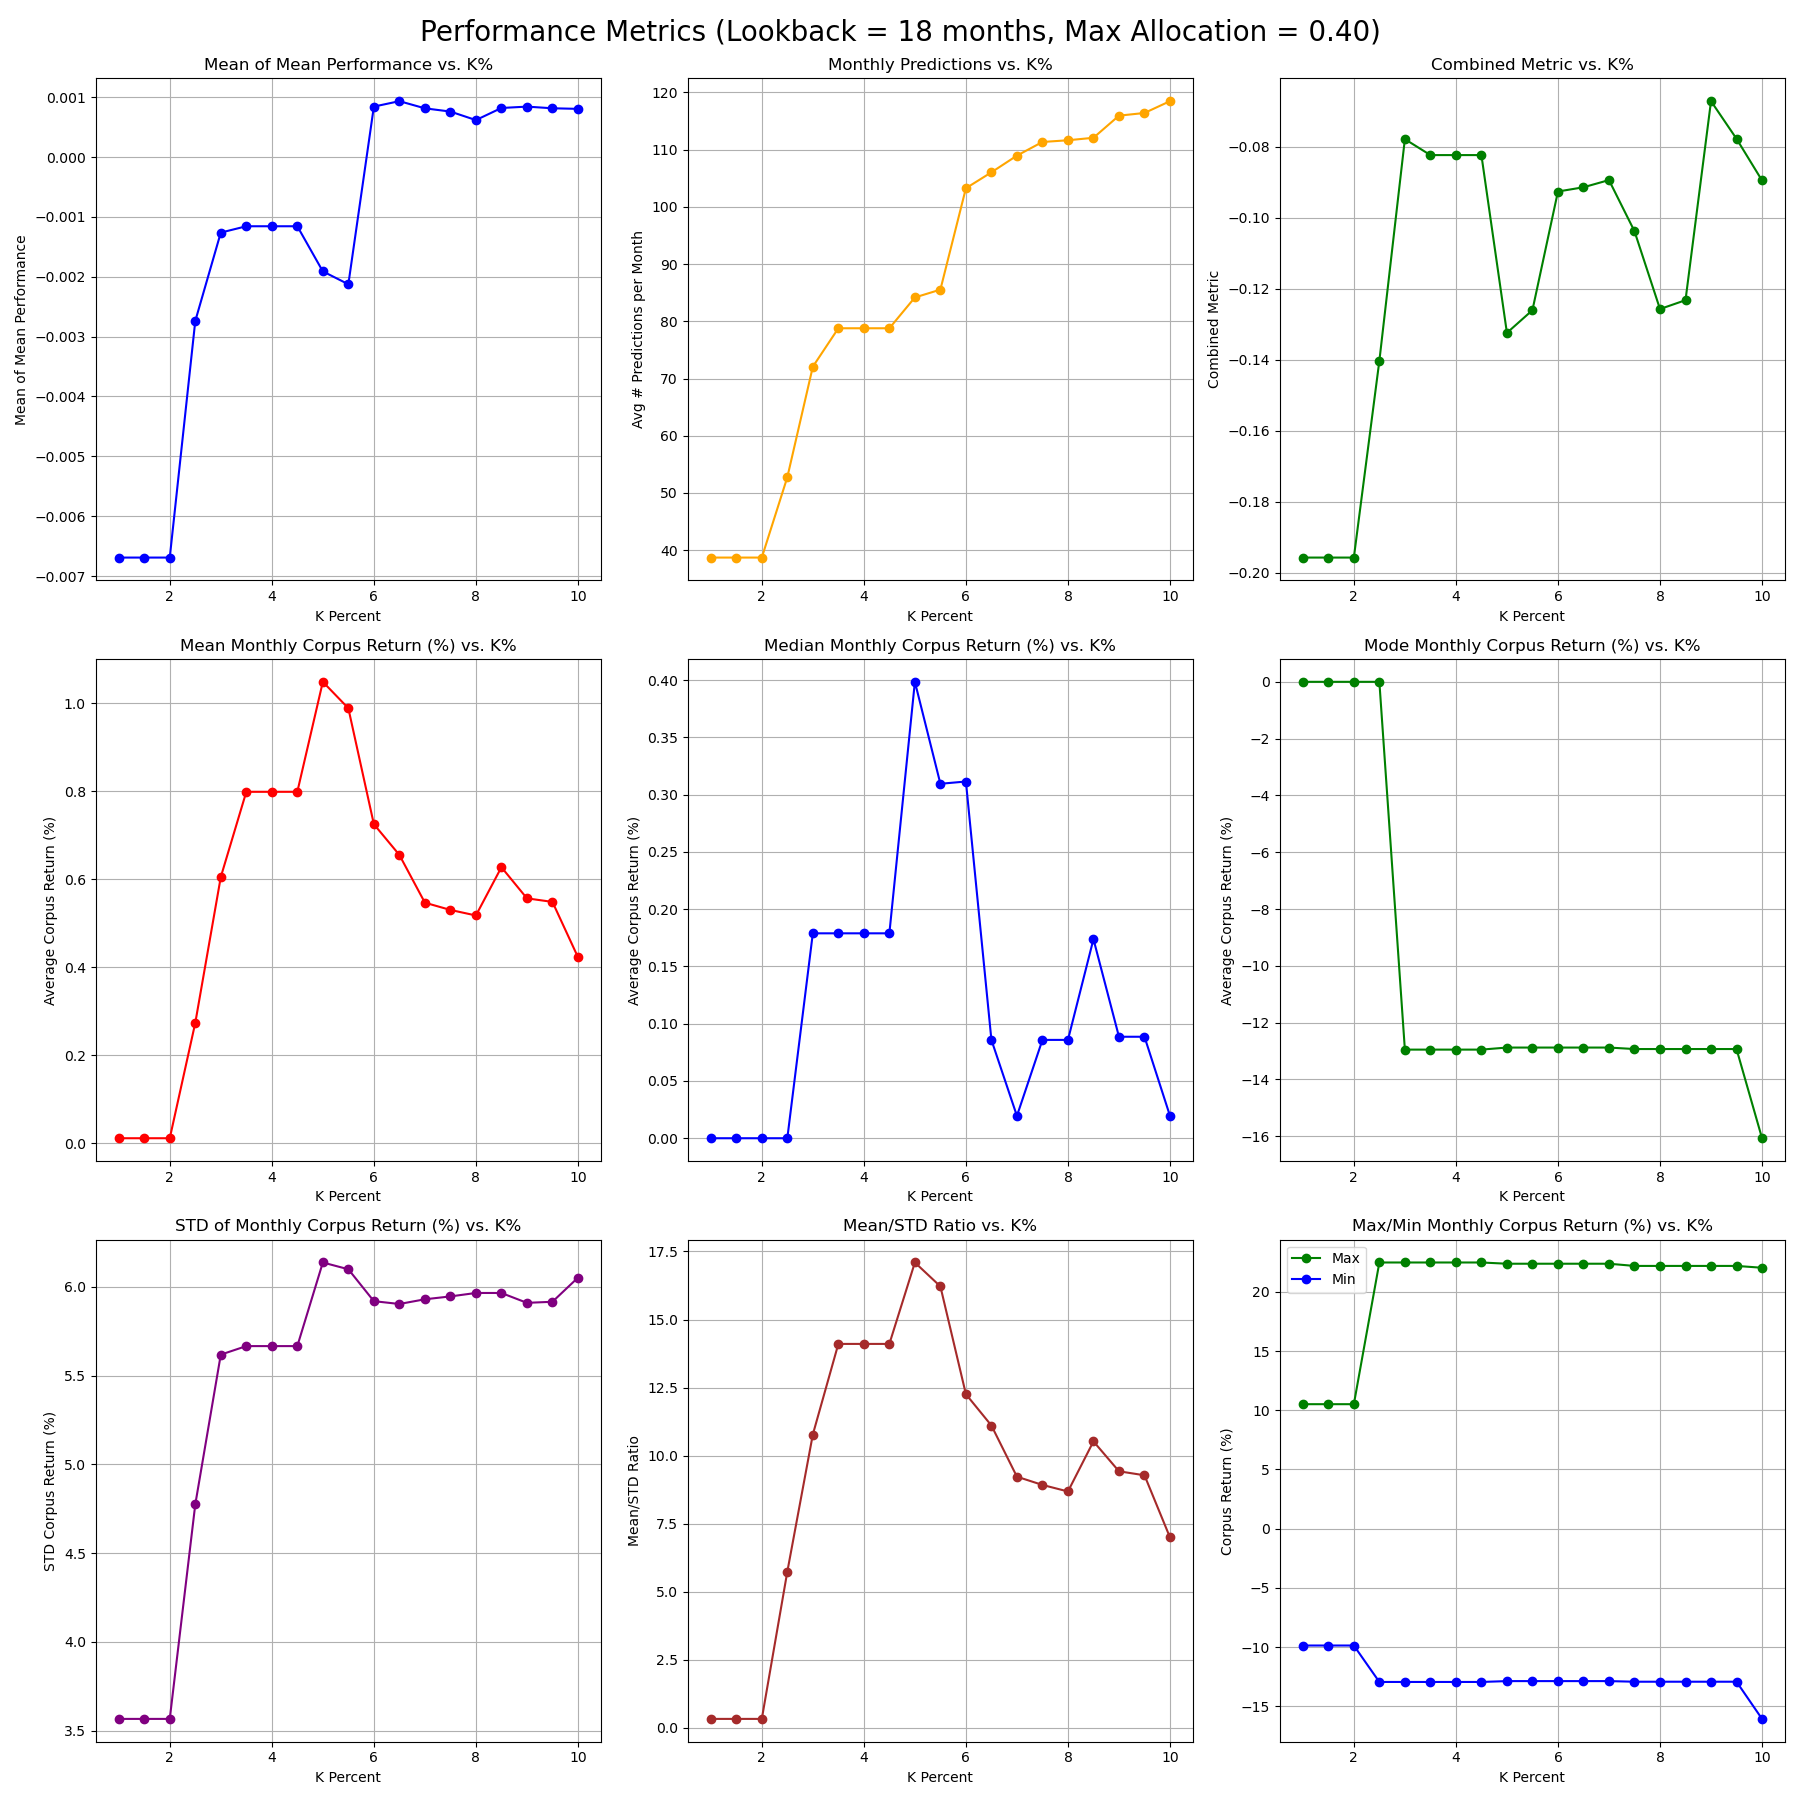 Performance Metrics (Lookback = 18 months, Max Allocation = 0.40)
Mean of Mean Performance vs. K%
Mean of Mean Performance
0.001
0.000
−0.001
−0.002
−0.003
−0.004
−0.005
−0.006
−0.007
2 4 6 8 10
K Percent
Monthly Predictions vs. K%
Avg # Predictions per Month
120
110
100
90
80
70
60
50
40
2 4 6 8 10
K Percent
Combined Metric vs. K%
Combined Metric
−0.08
−0.10
−0.12
−0.14
−0.16
−0.18
−0.20
2 4 6 8 10
K Percent
Mean Monthly Corpus Return (%) vs. K%
Average Corpus Return (%)
1.0
0.8
0.6
0.4
0.2
0.0
2 4 6 8 10
K Percent
Median Monthly Corpus Return (%) vs. K%
Average Corpus Return (%)
0.40
0.35
0.30
0.25
0.20
0.15
0.10
0.05
0.00
2 4 6 8 10
K Percent
Mode Monthly Corpus Return (%) vs. K%
Average Corpus Return (%)
0
−2
−4
−6
−8
−10
−12
−14
−16
2 4 6 8 10
K Percent
STD of Monthly Corpus Return (%) vs. K%
STD Corpus Return (%)
6.0
5.5
5.0
4.5
4.0
3.5
2 4 6 8 10
K Percent
Mean/STD Ratio vs. K%
Mean/STD Ratio
17.5
15.0
12.5
10.0
7.5
5.0
2.5
0.0
2 4 6 8 10
K Percent
Max/Min Monthly Corpus Return (%) vs. K%
Max
Min
Corpus Return (%)
20
15
10
5
0
−5
−10
−15
2 4 6 8 10
K Percent